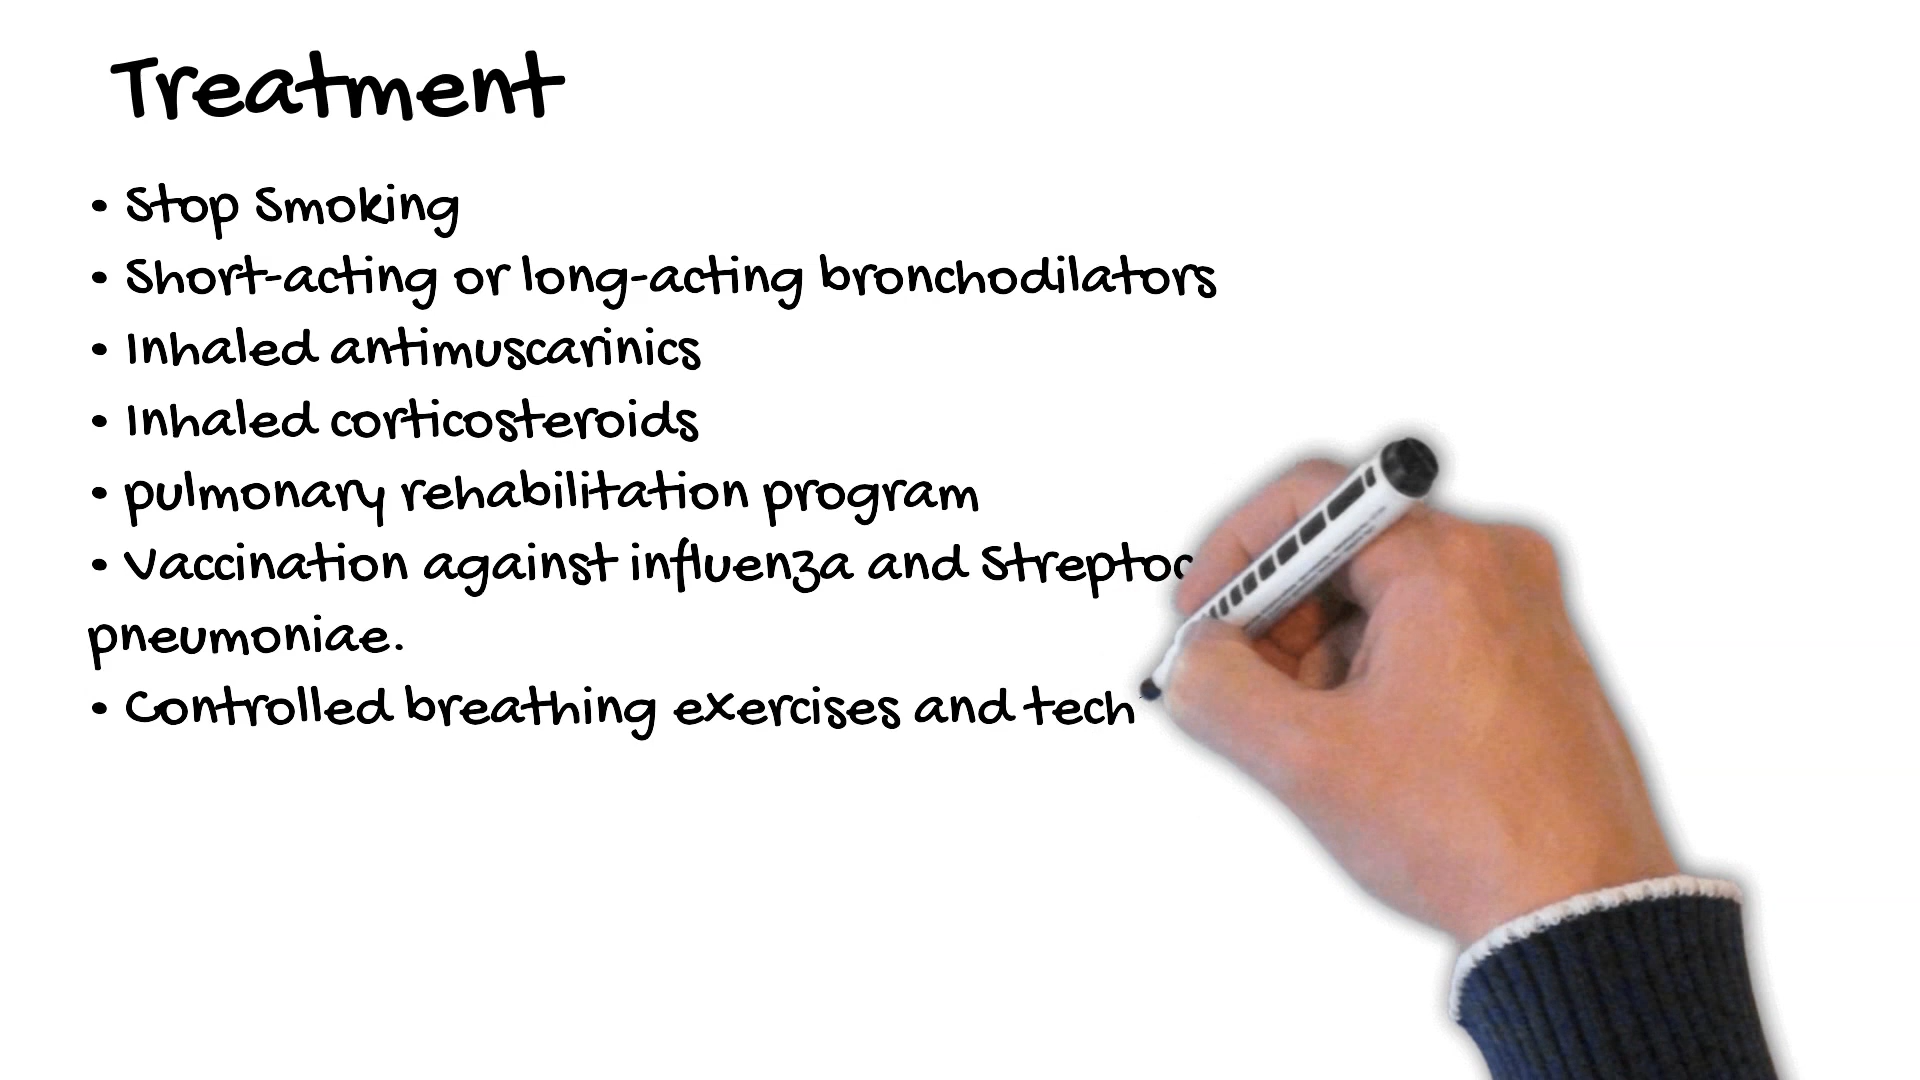 Treatment
• Stop Smoking
• Short-acting or long-acting bronchodilators
• Inhaled antimuscarinics
• Inhaled corticosteroids
• pulmonary rehabilitation program
• Vaccination against influenza and Streptoc
pneumoniae.
• Controlled breathing exercises and tech